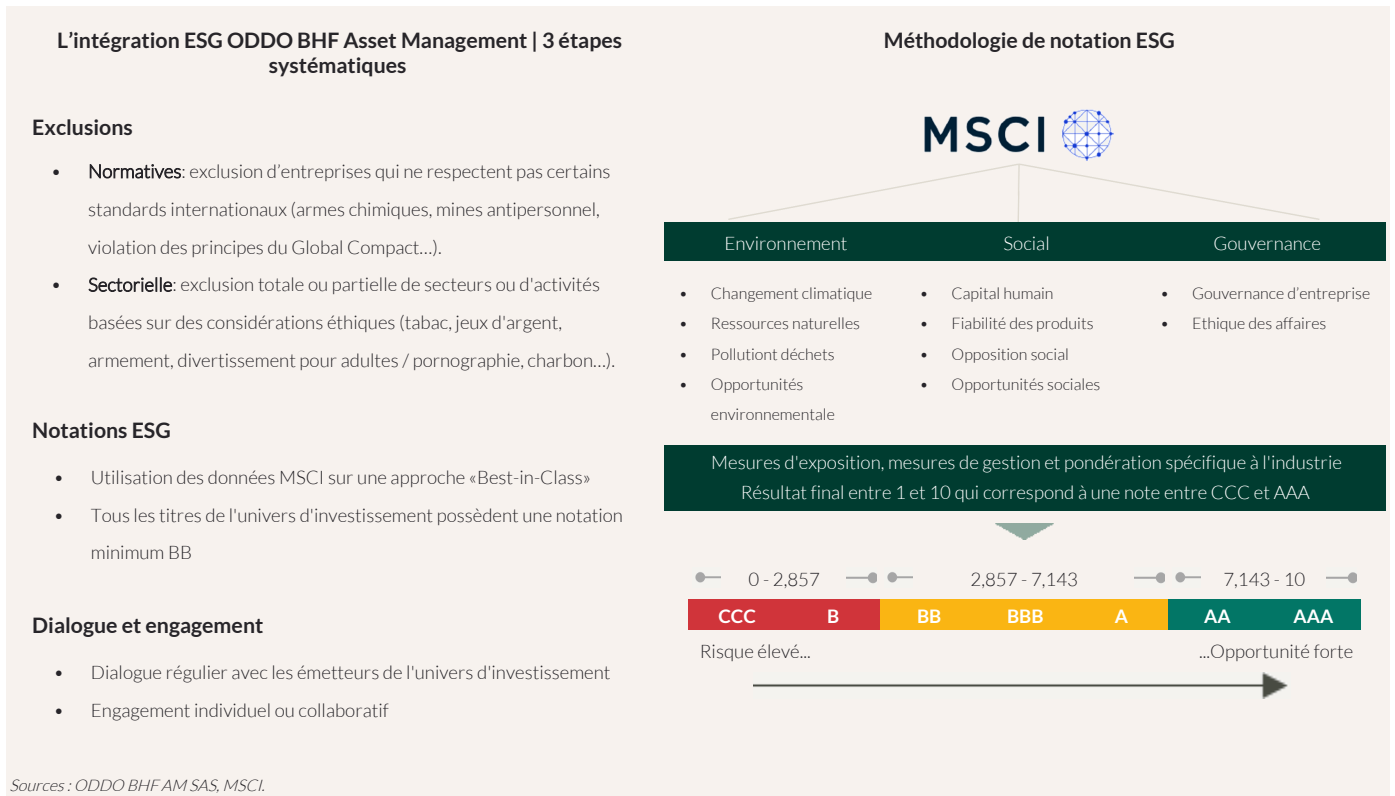 L’intégration ESG ODDO BHF Asset Management | 3 étapes
systématiques
Exclusions
• Normatives: exclusion d’entreprises qui ne respectent pas certains
standards internationaux (armes chimiques, mines antipersonnel,
violation des principes du Global Compact…).
• Sectorielle: exclusion totale ou partielle de secteurs ou d'activités
basées sur des considérations éthiques (tabac, jeux d'argent,
armement, divertissement pour adultes / pornographie, charbon…).
Notations ESG
• Utilisation des données MSCI sur une approche «Best-in-Class»
• Tous les titres de l'univers d'investissement possèdent une notation
minimum BB
Dialogue et engagement
• Dialogue régulier avec les émetteurs de l'univers d'investissement
• Engagement individuel ou collaboratif
Méthodologie de notation ESG
MSCI
Environnement
• Changement climatique
• Ressources naturelles
• Pollutiont déchets
• Opportunités
environnementale
Social
• Capital humain
• Fiabilité des produits
• Opposition social
• Opportunités sociales
Gouvernance
• Gouvernance d’entreprise
• Ethique des affaires
Mesures d'exposition, mesures de gestion et pondération spécifique à l'industrie
Résultat final entre 1 et 10 qui correspond à une note entre CCC et AAA
0 - 2,857 2,857 - 7,143 7,143 - 10
CCC B BB BBB A AA AAA
Risque élevé… …Opportunité forte
Sources : ODDO BHF AM SAS, MSCI.